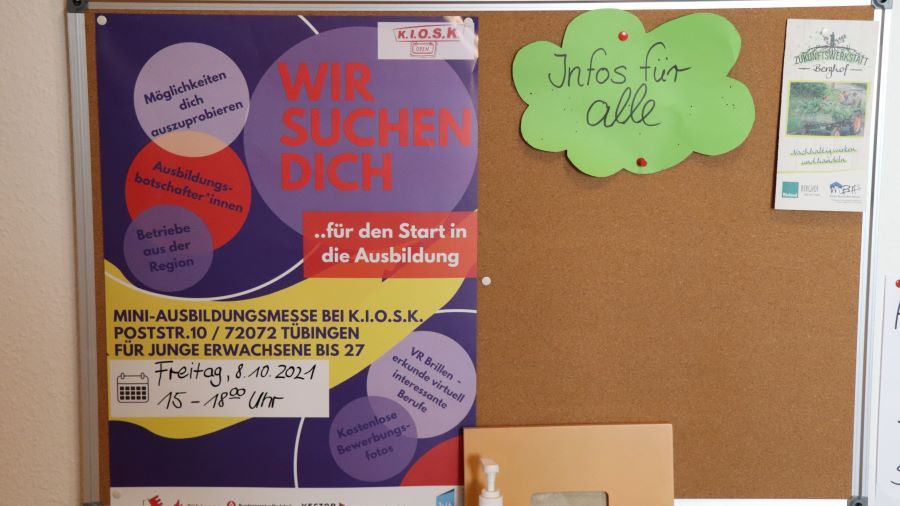 K.I.O.S.K
OPEN
WIR
SUCHEN
DICH
..für den Start in
die Ausbildung
Möglichkeiten
dich
auszuprobieren
Ausbildungs-
botschafter*innen
Betriebe
aus der
Region
MINI-AUSBILDUNGSMESSE BEI K.I.O.S.K.
POSTSTR.10 / 72072 TÜBINGEN
FÜR JUNGE ERWACHSENE BIS 27
Freitag, 8.10.2021
15 - 18⁰⁰ Uhr
VR Brillen -
erkunde virtuell
interessante
Berufe
Kostenlose
Bewerbungs-
fotos
Infos für
alle
ZUKUNFTSWERKSTATT
Berghof
Nachhaltig wirken
und handeln
BERGHOF